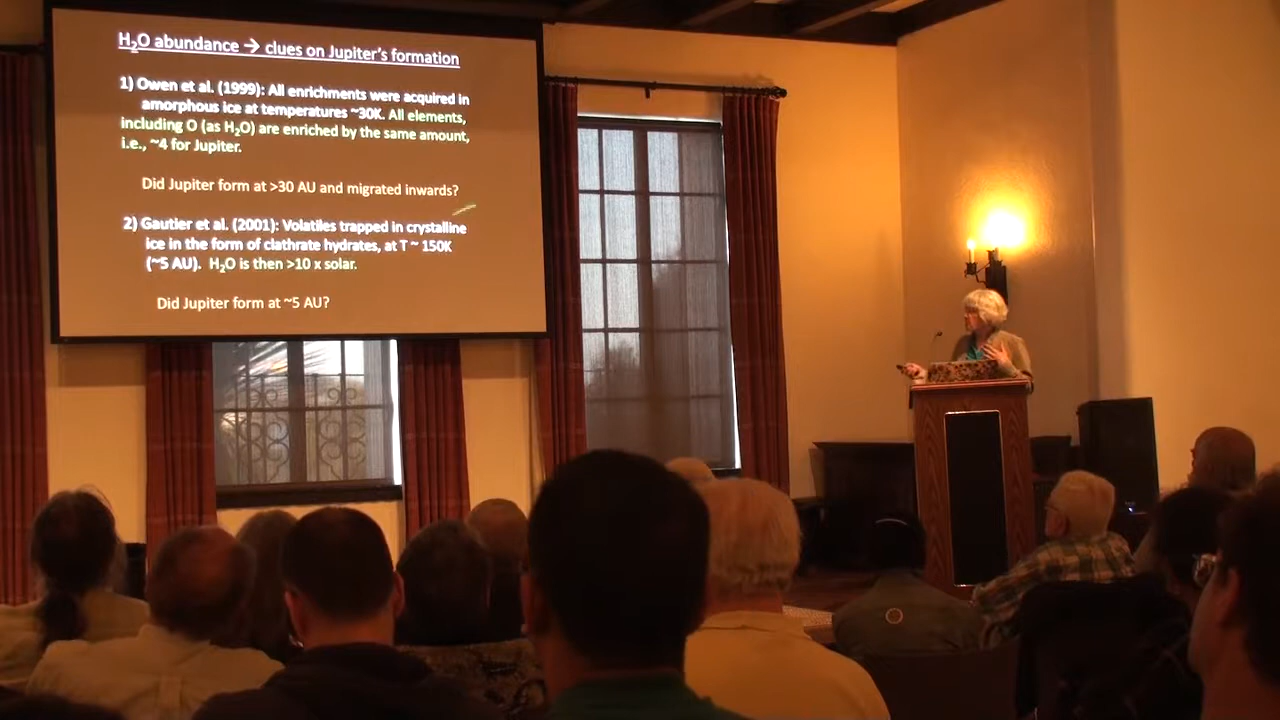 H₂O abundance → clues on Jupiter's formation
1) Owen et al. (1999): All enrichments were acquired in
amorphous ice at temperatures ~30K. All elements,
including O (as H₂O) are enriched by the same amount,
i.e., ~4 for Jupiter.
Did Jupiter form at >30 AU and migrated inwards?
2) Gautier et al. (2001): Volatiles trapped in crystalline
ice in the form of clathrate hydrates, at T ~ 150K
(~5 AU). H₂O is then >10 x solar.
Did Jupiter form at ~5 AU?